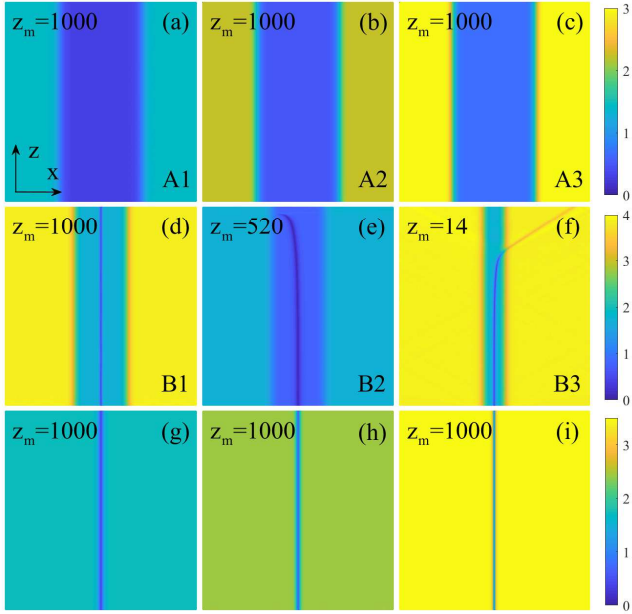 z_m=1000 (a)
z_m=1000 (b)
z_m=1000 (c)
3
2
1
0
z
x
A1
A2
A3
z_m=1000 (d)
z_m=520 (e)
z_m=14 (f)
4
3
2
1
0
B1
B2
B3
z_m=1000 (g)
z_m=1000 (h)
z_m=1000 (i)
3
2
1
0